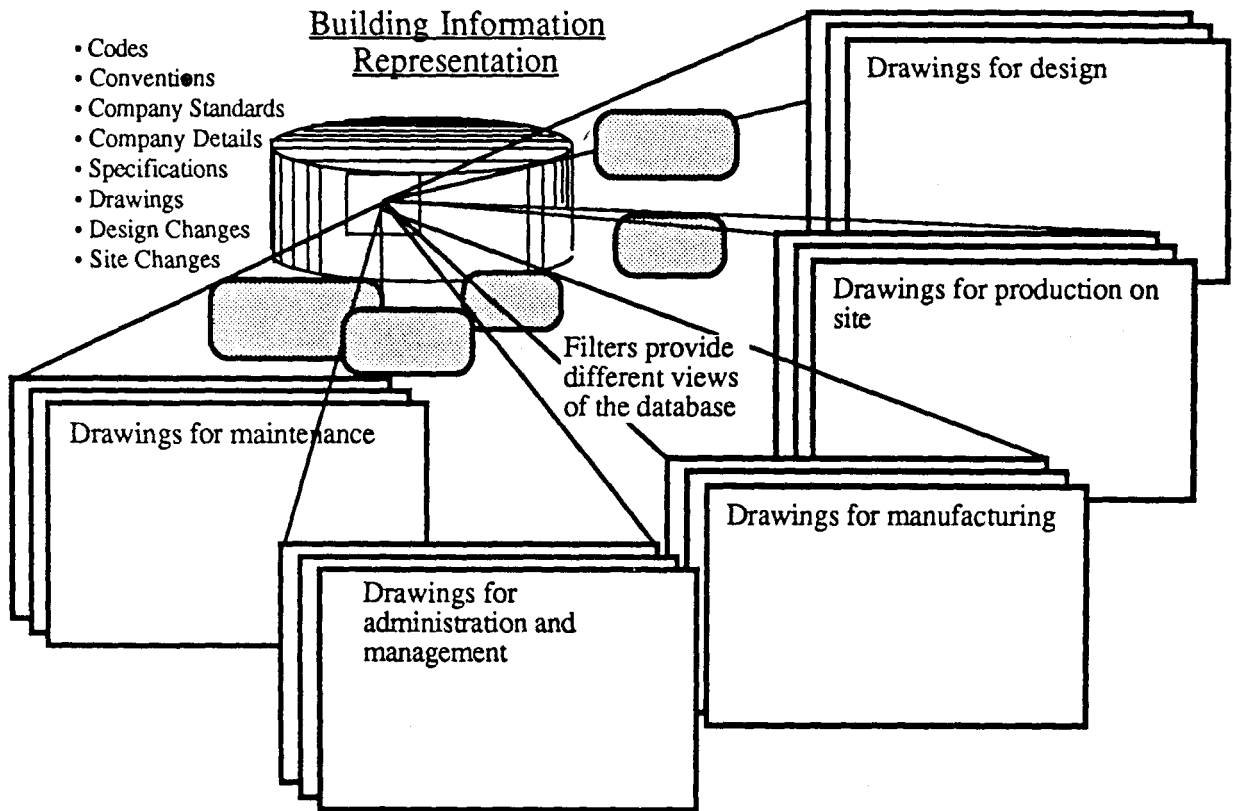 Building Information
Representation
• Codes
• Conventions
• Company Standards
• Company Details
• Specifications
• Drawings
• Design Changes
• Site Changes
Drawings for design
Drawings for production on
site
Filters provide
different views
of the database
Drawings for maintenance
Drawings for manufacturing
Drawings for
administration and
management